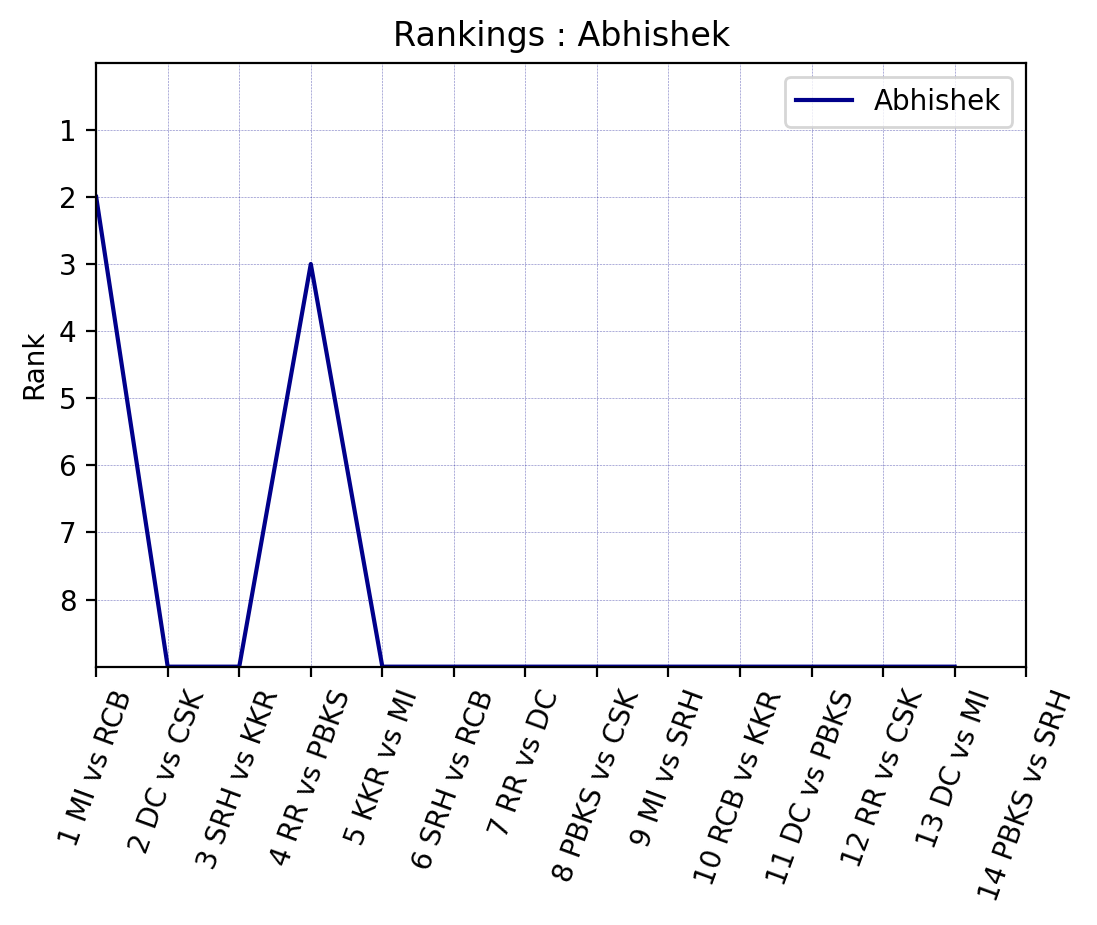 Rankings : Abhishek
Abhishek
Rank
1
2
3
4
5
6
7
8
1 MI vs RCB
2 DC vs CSK
3 SRH vs KKR
4 RR vs PBKS
5 KKR vs MI
6 SRH vs RCB
7 RR vs DC
8 PBKS vs CSK
9 MI vs SRH
10 RCB vs KKR
11 DC vs PBKS
12 RR vs CSK
13 DC vs MI
14 PBKS vs SRH